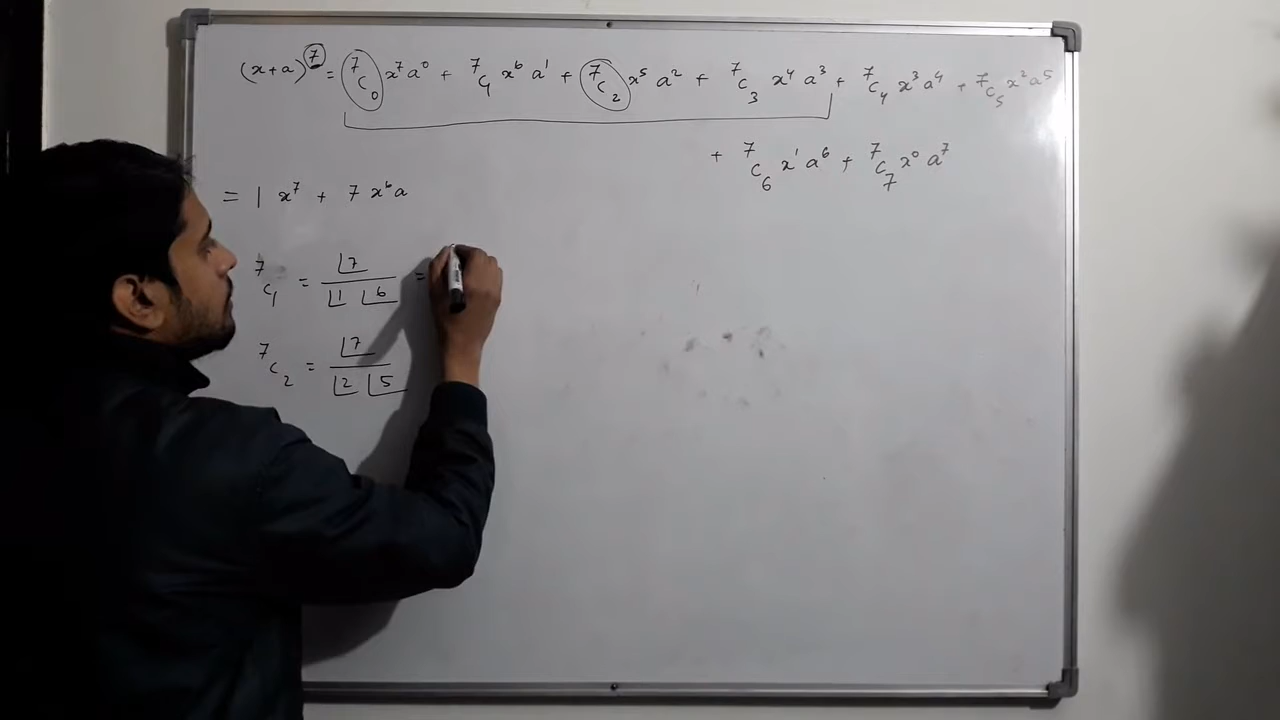 (x+a)⁷ = ⁷C₀ x⁷a⁰ + ⁷C₁ x⁶a¹ + ⁷C₂ x⁵a² + ⁷C₃ x⁴a³ + ⁷C₄ x³a⁴ + ⁷C₅ x²a⁵
+ ⁷C₆ x¹a⁶ + ⁷C₇ x⁰a⁷
= 1 x⁷ + 7 x⁶a
⁷C₁ = |7 / |1 |6 =
⁷C₂ = |7 / |2 |5